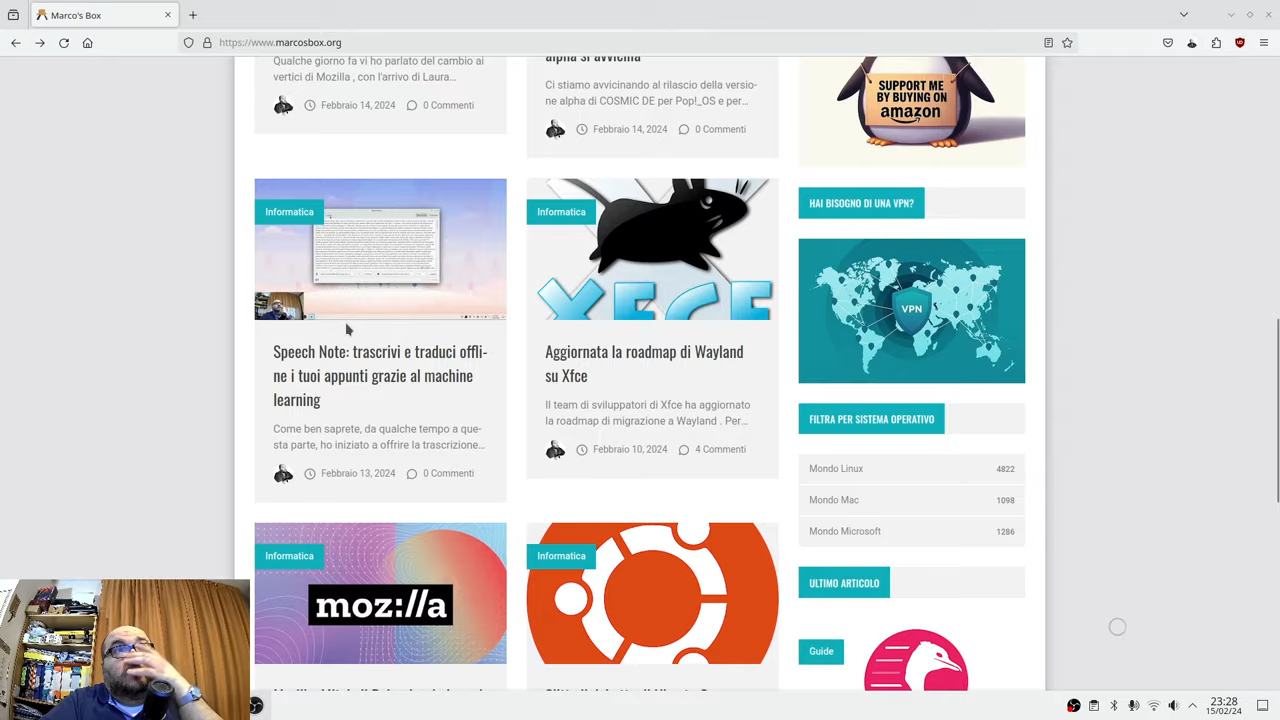 Marco's Box
https://www.marcosbox.org
Qualche giorno fa vi ho parlato del cambio ai
vertici di Mozilla , con l'arrivo di Laura…
Febbraio 14, 2024
0 Commenti
alpha si avvicina
Ci stiamo avvicinando al rilascio della versio-
ne alpha di COSMIC DE per Pop!_OS e per…
Febbraio 14, 2024
0 Commenti
Informatica
Speech Note: trascrivi e traduci offli-
ne i tuoi appunti grazie al machine
learning
Come ben saprete, da qualche tempo a que-
sta parte, ho iniziato a offrire la trascrizione…
Febbraio 13, 2024
0 Commenti
Informatica
XFCE
Aggiornata la roadmap di Wayland
su Xfce
Il team di sviluppatori di Xfce ha aggiornato
la roadmap di migrazione a Wayland . Per…
Febbraio 10, 2024
4 Commenti
Informatica
moz://a
Informatica
SUPPORT ME
BY BUYING ON
amazon
HAI BISOGNO DI UNA VPN?
VPN
FILTRA PER SISTEMA OPERATIVO
Mondo Linux 4822
Mondo Mac 1098
Mondo Microsoft 1286
ULTIMO ARTICOLO
Guide
23:28
15/02/24